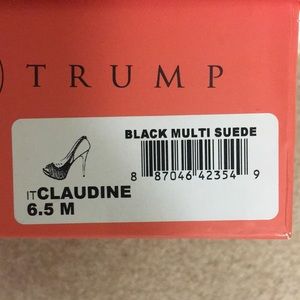 TRUMP
BLACK MULTI SUEDE
ITCLAUDINE
6.5 M
8 87046 42354 9